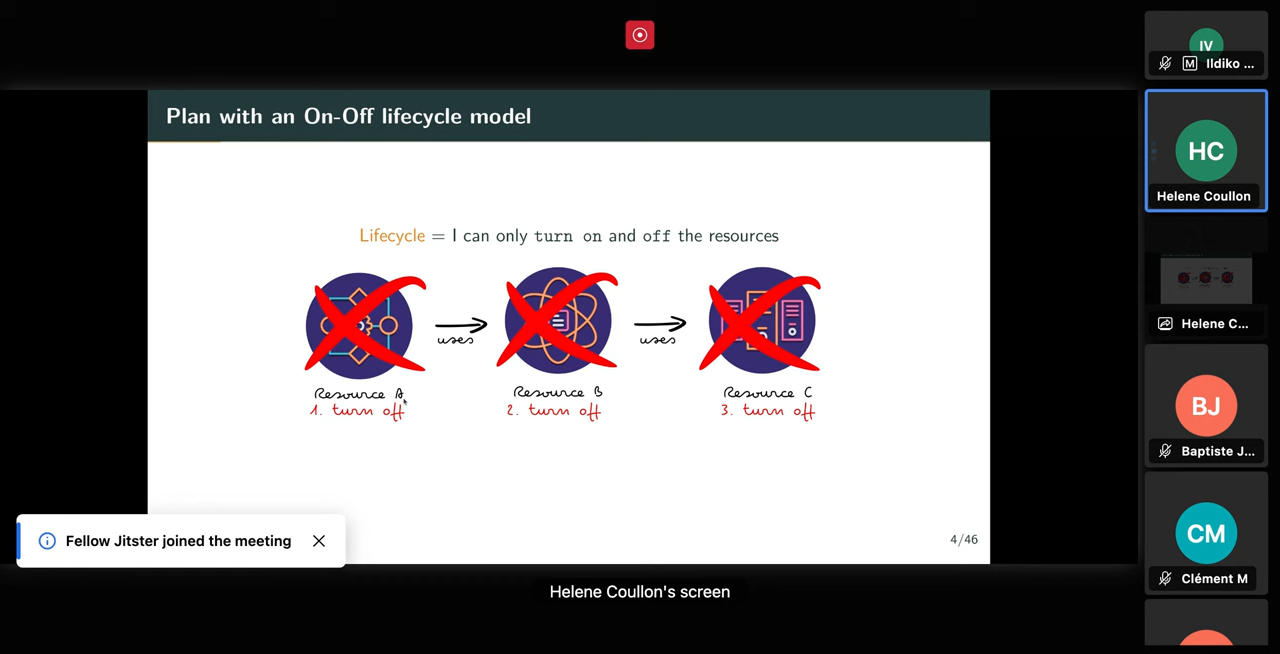 IV
M Ildiko ...
Plan with an On-Off lifecycle model
HC
Helene Coullon
Lifecycle = I can only turn on and off the resources
uses
uses
Helene C...
Resource A
Resource B
Resource C
1. turn off
2. turn off
3. turn off
BJ
Baptiste J...
Fellow Jitster joined the meeting
4/46
CM
Clément M
Helene Coullon's screen